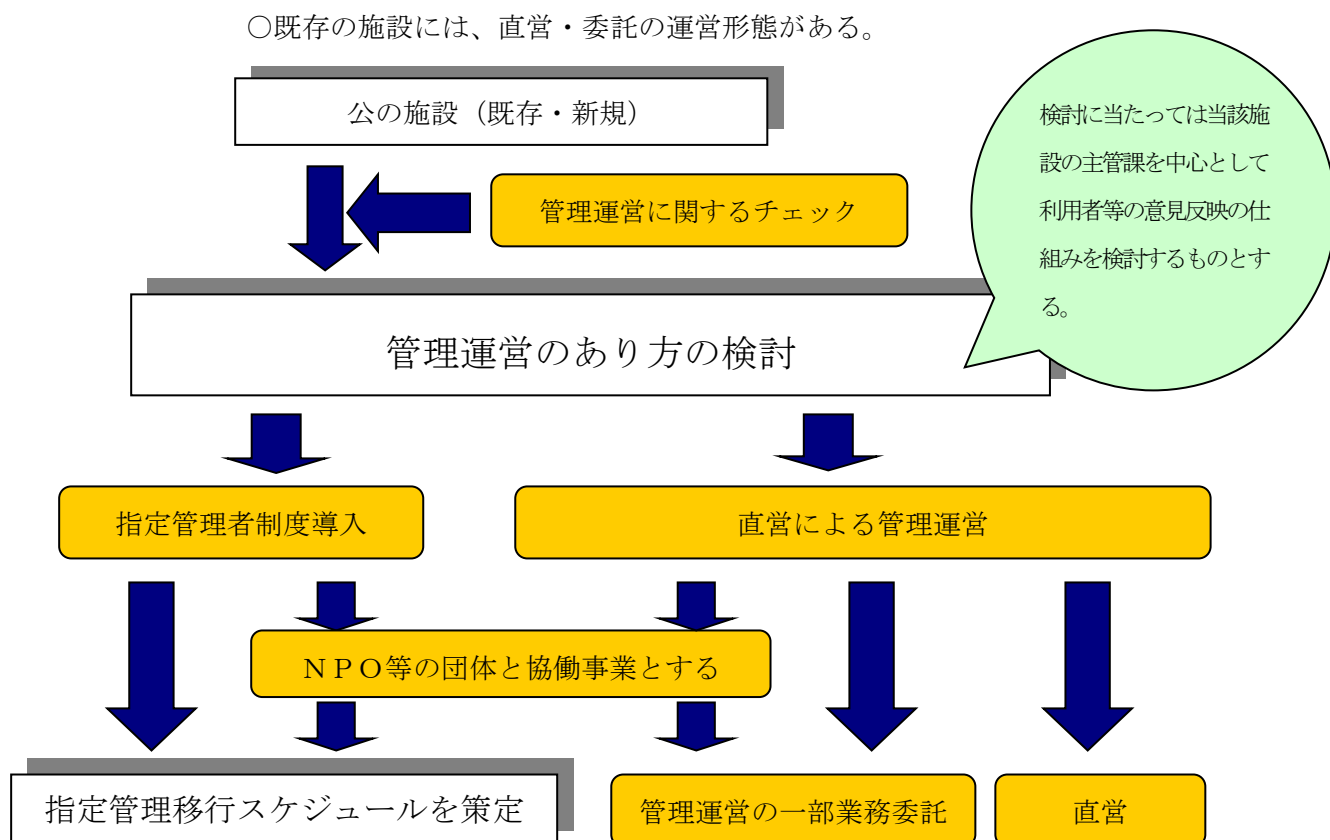 ○既存の施設には、直営・委託の運営形態がある。
公の施設（既存・新規）
管理運営に関するチェック
検討に当たっては当該施
設の主管課を中心として
利用者等の意見反映の仕
組みを検討するものとす
る。
管理運営のあり方の検討
指定管理者制度導入
直営による管理運営
ＮＰＯ等の団体と協働事業とする
指定管理移行スケジュールを策定
管理運営の一部業務委託
直営